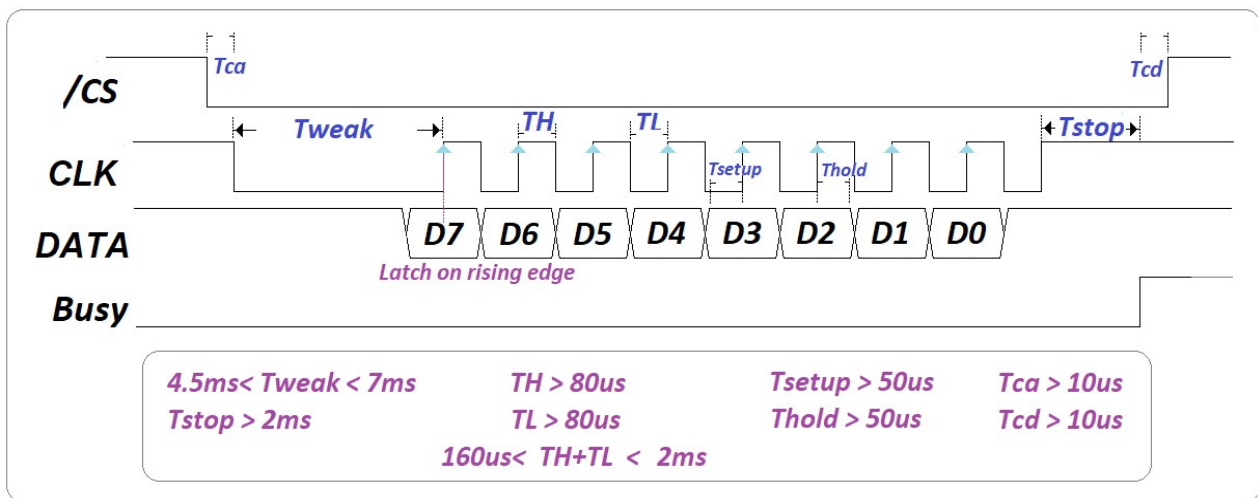 Tca
Tcd
/CS
Tweak
TH
TL
Tstop
CLK
Tsetup
Thold
DATA
D7 D6 D5 D4 D3 D2 D1 D0
Latch on rising edge
Busy
4.5ms< Tweak < 7ms TH > 80us Tsetup > 50us Tca > 10us
Tstop > 2ms TL > 80us Thold > 50us Tcd > 10us
160us< TH+TL < 2ms